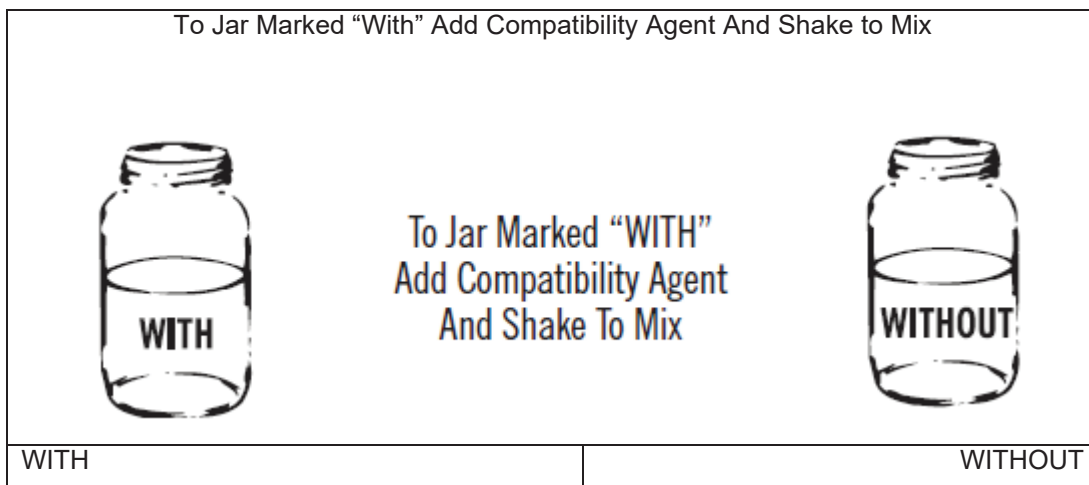 To Jar Marked “With” Add Compatibility Agent And Shake to Mix
To Jar Marked “WITH”
Add Compatibility Agent
And Shake To Mix
WITH
WITHOUT
WITH
WITHOUT